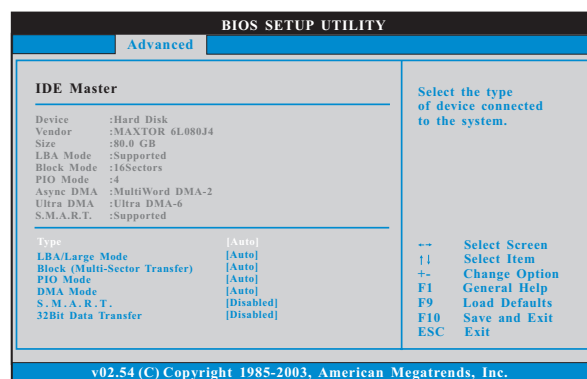 BIOS SETUP UTILITY
Advanced
IDE Master
Device :Hard Disk
Vendor :MAXTOR 6L080J4
Size :80.0 GB
LBA Mode :Supported
Block Mode :16Sectors
PIO Mode :4
Async DMA :MultiWord DMA-2
Ultra DMA :Ultra DMA-6
S.M.A.R.T. :Supported
Type [Auto]
LBA/Large Mode [Auto]
Block (Multi-Sector Transfer) [Auto]
PIO Mode [Auto]
DMA Mode [Auto]
S.M.A.R.T. [Disabled]
32Bit Data Transfer [Disabled]
Select the type
of device connected
to the system.
←→ Select Screen
↑↓ Select Item
+- Change Option
F1 General Help
F9 Load Defaults
F10 Save and Exit
ESC Exit
v02.54 (C) Copyright 1985-2003, American Megatrends, Inc.